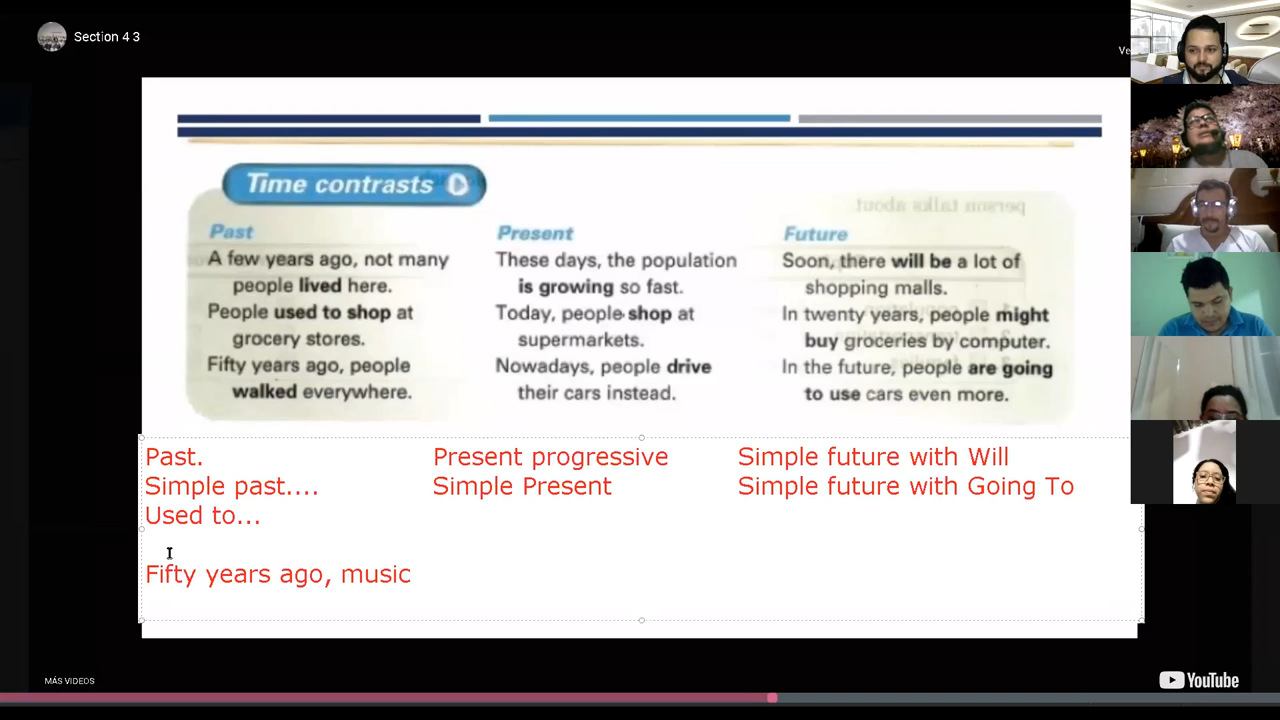 Section 4 3
Time contrasts
person talks about
Past
A few years ago, not many
people lived here.
People used to shop at
grocery stores.
Fifty years ago, people
walked everywhere.
Present
These days, the population
is growing so fast.
Today, people shop at
supermarkets.
Nowadays, people drive
their cars instead.
Future
Soon, there will be a lot of
shopping malls.
In twenty years, people might
buy groceries by computer.
In the future, people are going
to use cars even more.
Past.
Simple past....
Used to...
Fifty years ago, music
Present progressive
Simple Present
Simple future with Will
Simple future with Going To
MÁS VIDEOS
YouTube